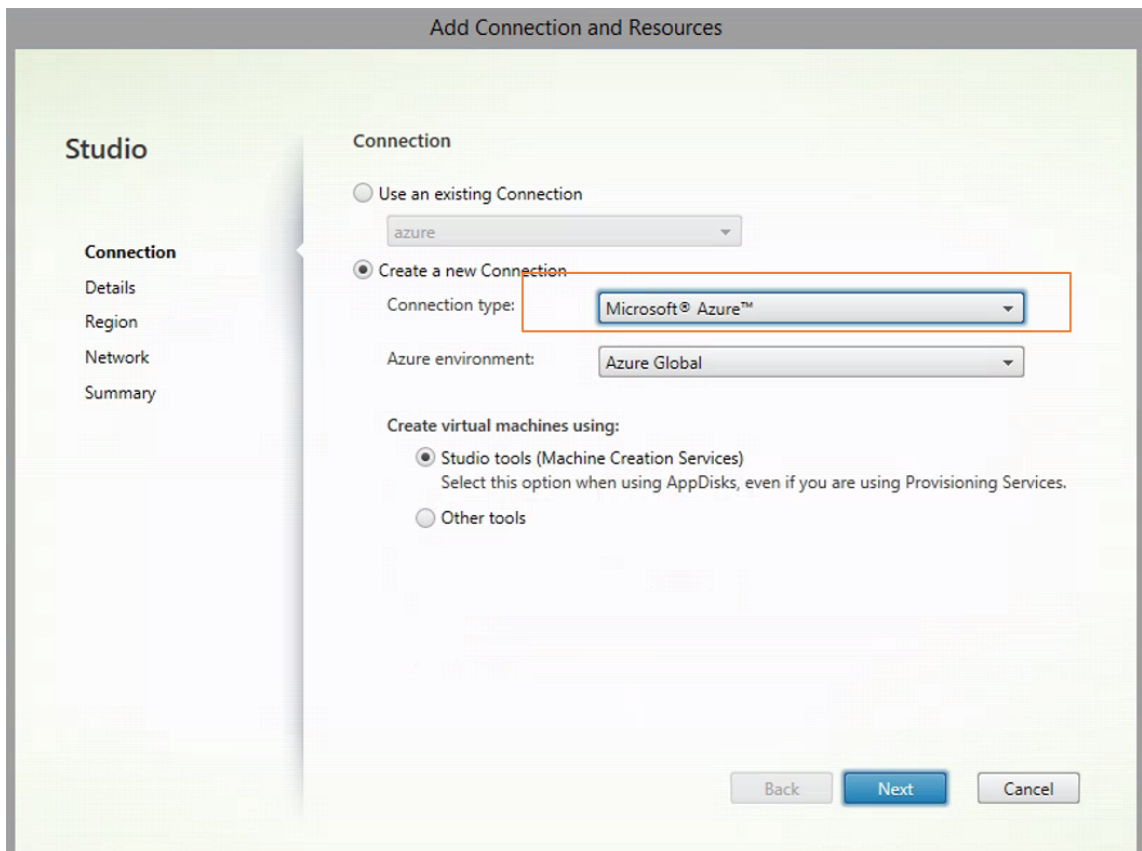 Add Connection and Resources
Studio
Connection
Details
Region
Network
Summary
Connection
Use an existing Connection
azure
Create a new Connection
Connection type:
Microsoft® Azure™
Azure environment:
Azure Global
Create virtual machines using:
Studio tools (Machine Creation Services)
Select this option when using AppDisks, even if you are using Provisioning Services.
Other tools
Back
Next
Cancel